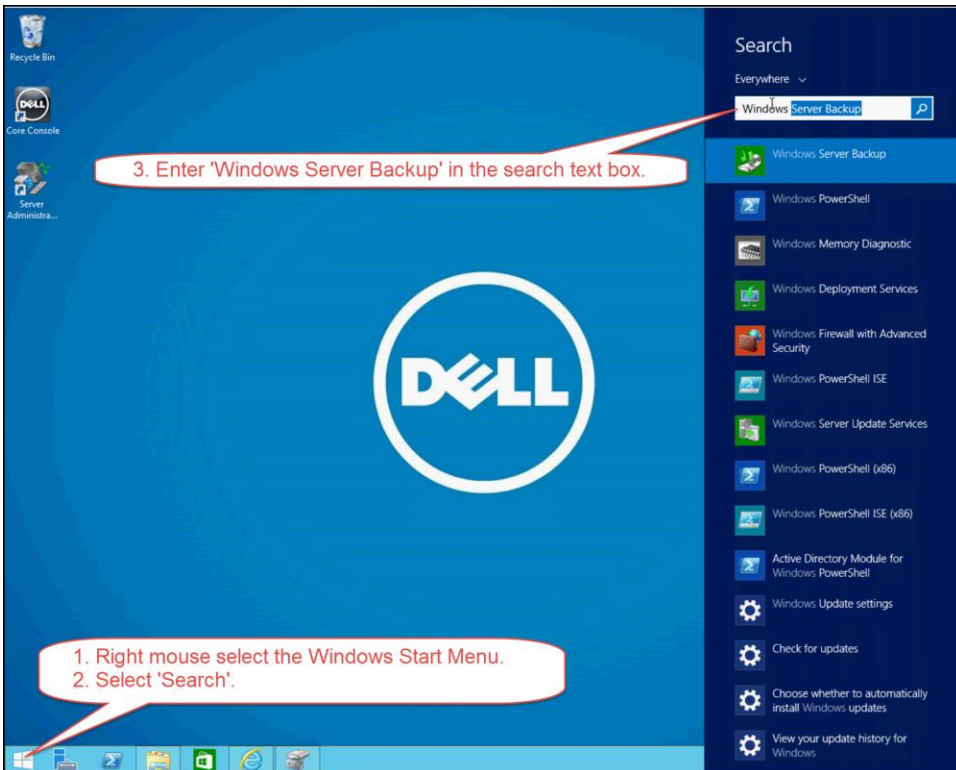 Recycle Bin
Core Console
Server
Administra...
DELL
DELL
3. Enter 'Windows Server Backup' in the search text box.
1. Right mouse select the Windows Start Menu.
2. Select 'Search'.
Search
Everywhere
Windows Server Backup
Windows Server Backup
Windows PowerShell
Windows Memory Diagnostic
Windows Deployment Services
Windows Firewall with Advanced
Security
Windows PowerShell ISE
Windows Server Update Services
Windows PowerShell (x86)
Windows PowerShell ISE (x86)
Active Directory Module for
Windows PowerShell
Windows Update settings
Check for updates
Choose whether to automatically
install Windows updates
View your update history for
Windows